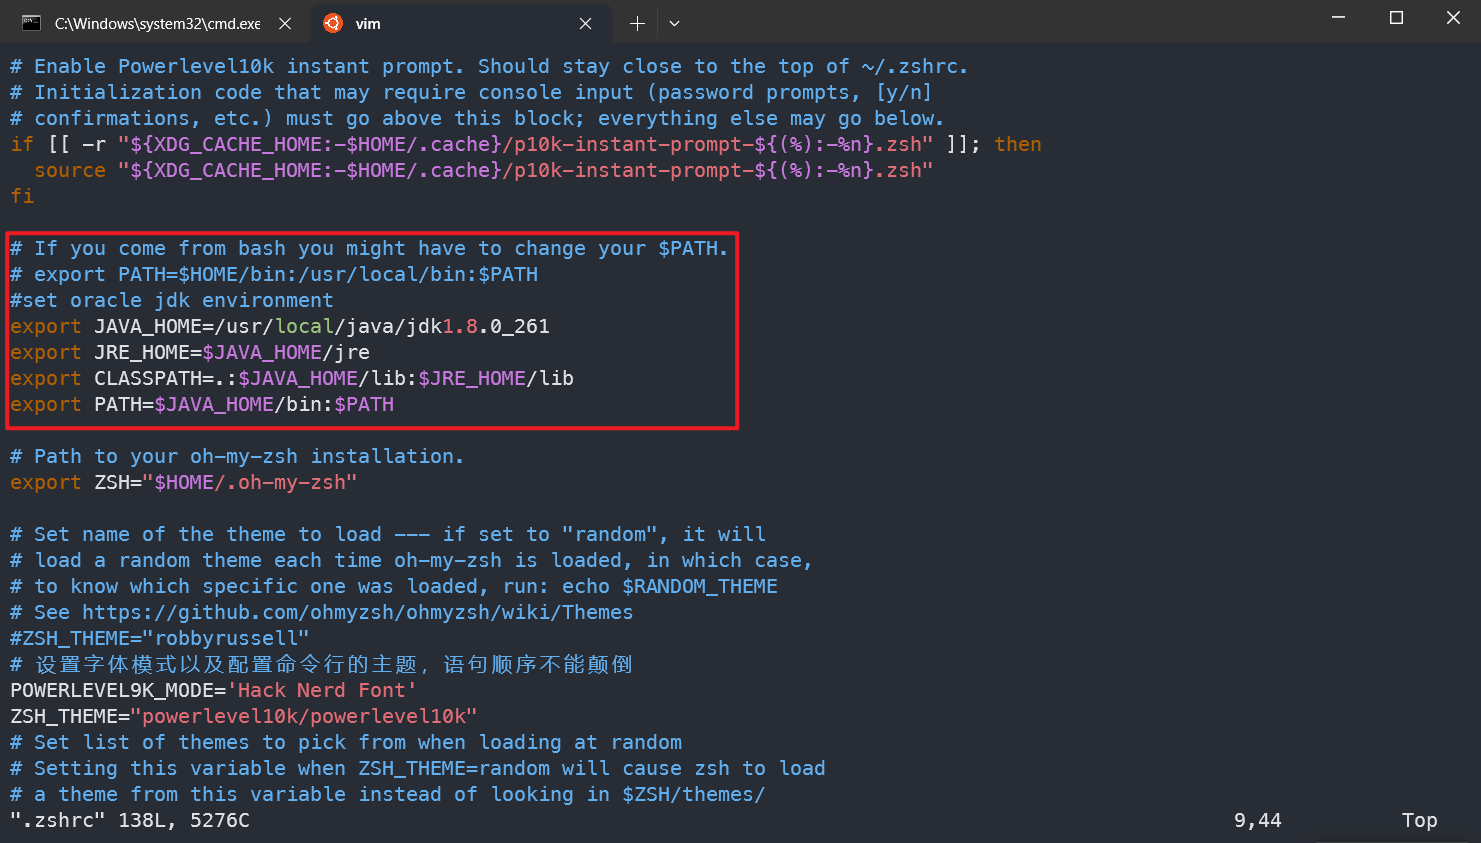 C:\Windows\system32\cmd.exe
vim
# Enable Powerlevel10k instant prompt. Should stay close to the top of ~/.zshrc.
# Initialization code that may require console input (password prompts, [y/n]
# confirmations, etc.) must go above this block; everything else may go below.
if [[ -r "${XDG_CACHE_HOME:-$HOME/.cache}/p10k-instant-prompt-${(%):-%n}.zsh" ]]; then
  source "${XDG_CACHE_HOME:-$HOME/.cache}/p10k-instant-prompt-${(%):-%n}.zsh"
fi
# If you come from bash you might have to change your $PATH.
# export PATH=$HOME/bin:/usr/local/bin:$PATH
#set oracle jdk environment
export JAVA_HOME=/usr/local/java/jdk1.8.0_261
export JRE_HOME=$JAVA_HOME/jre
export CLASSPATH=.:$JAVA_HOME/lib:$JRE_HOME/lib
export PATH=$JAVA_HOME/bin:$PATH
# Path to your oh-my-zsh installation.
export ZSH="$HOME/.oh-my-zsh"
# Set name of the theme to load --- if set to "random", it will
# load a random theme each time oh-my-zsh is loaded, in which case,
# to know which specific one was loaded, run: echo $RANDOM_THEME
# See https://github.com/ohmyzsh/ohmyzsh/wiki/Themes
#ZSH_THEME="robbyrussell"
# 设置字体模式以及配置命令行的主题，语句顺序不能颠倒
POWERLEVEL9K_MODE='Hack Nerd Font'
ZSH_THEME="powerlevel10k/powerlevel10k"
# Set list of themes to pick from when loading at random
# Setting this variable when ZSH_THEME=random will cause zsh to load
# a theme from this variable instead of looking in $ZSH/themes/
".zshrc" 138L, 5276C 9,44 Top